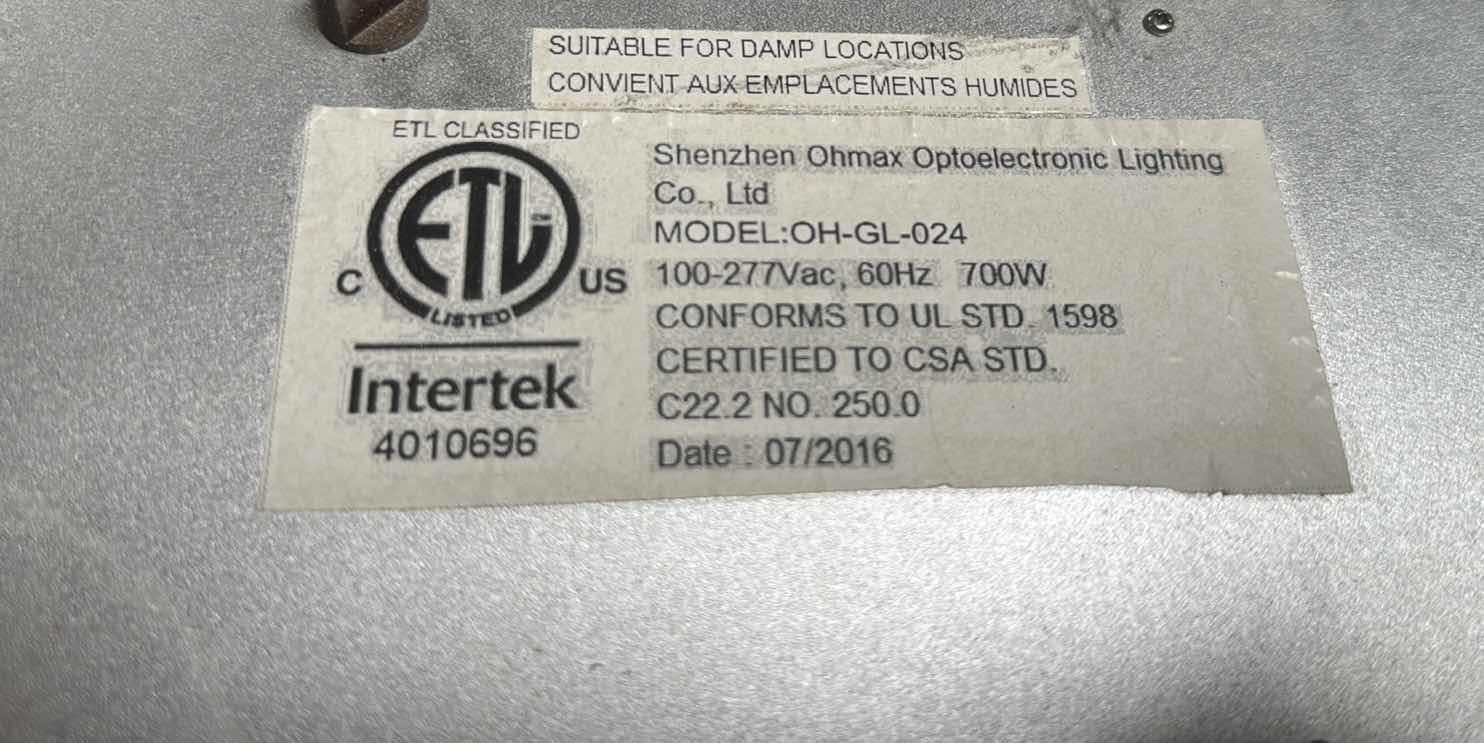 SUITABLE FOR DAMP LOCATIONS
CONVIENT AUX EMPLACEMENTS HUMIDES
ETL CLASSIFIED
ETL
C US
LISTED
Intertek
4010696
Shenzhen Ohmax Optoelectronic Lighting
Co., Ltd
MODEL:OH-GL-024
100-277Vac, 60Hz 700W
CONFORMS TO UL STD. 1598
CERTIFIED TO CSA STD.
C22.2 NO. 250.0
Date : 07/2016